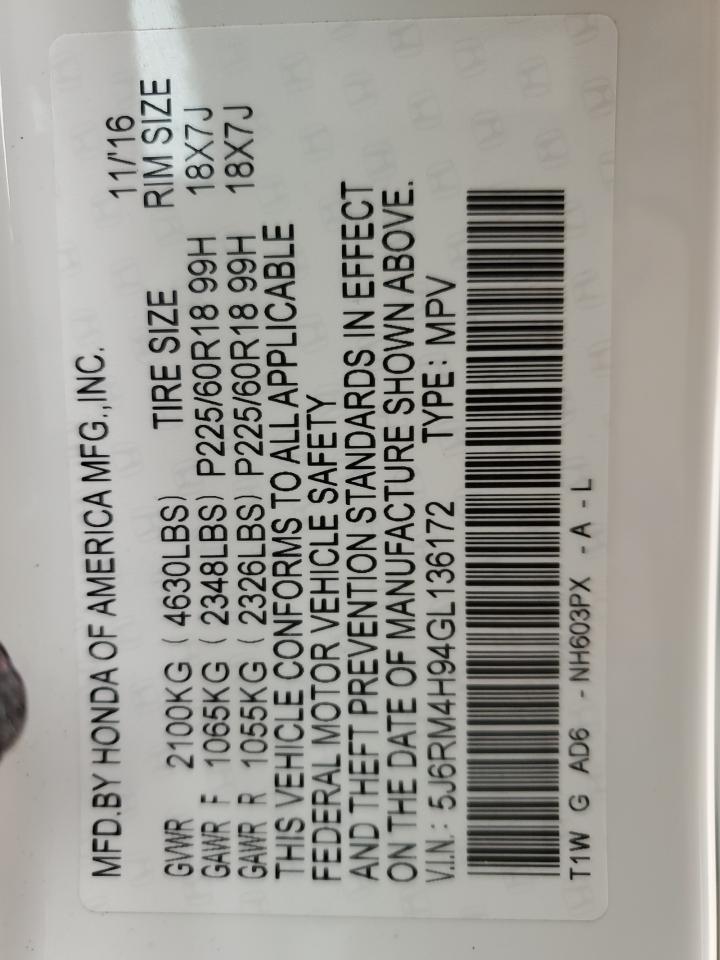 MFD.BY HONDA OF AMERICA MFG.,INC. 11/'16
GVWR 2100KG ( 4630LBS) TIRE SIZE RIM SIZE
GAWR F 1065KG ( 2348LBS) P225/60R18 99H 18X7J
GAWR R 1055KG ( 2326LBS) P225/60R18 99H 18X7J
THIS VEHICLE CONFORMS TO ALL APPLICABLE
FEDERAL MOTOR VEHICLE SAFETY
AND THEFT PREVENTION STANDARDS IN EFFECT
ON THE DATE OF MANUFACTURE SHOWN ABOVE.
V.I.N.: 5J6RM4H94GL136172 TYPE: MPV
T1W G AD6 - NH603PX - A - L